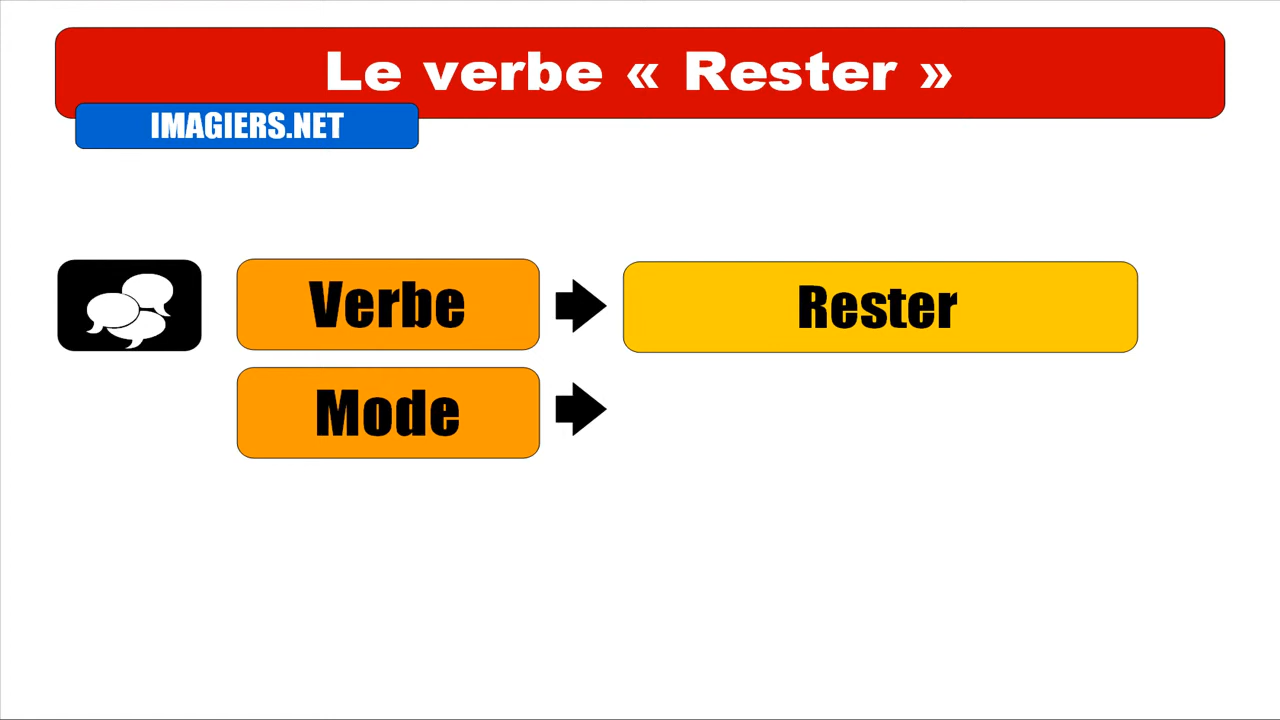 Le verbe « Rester »
IMAGIERS.NET
Verbe
Rester
Mode